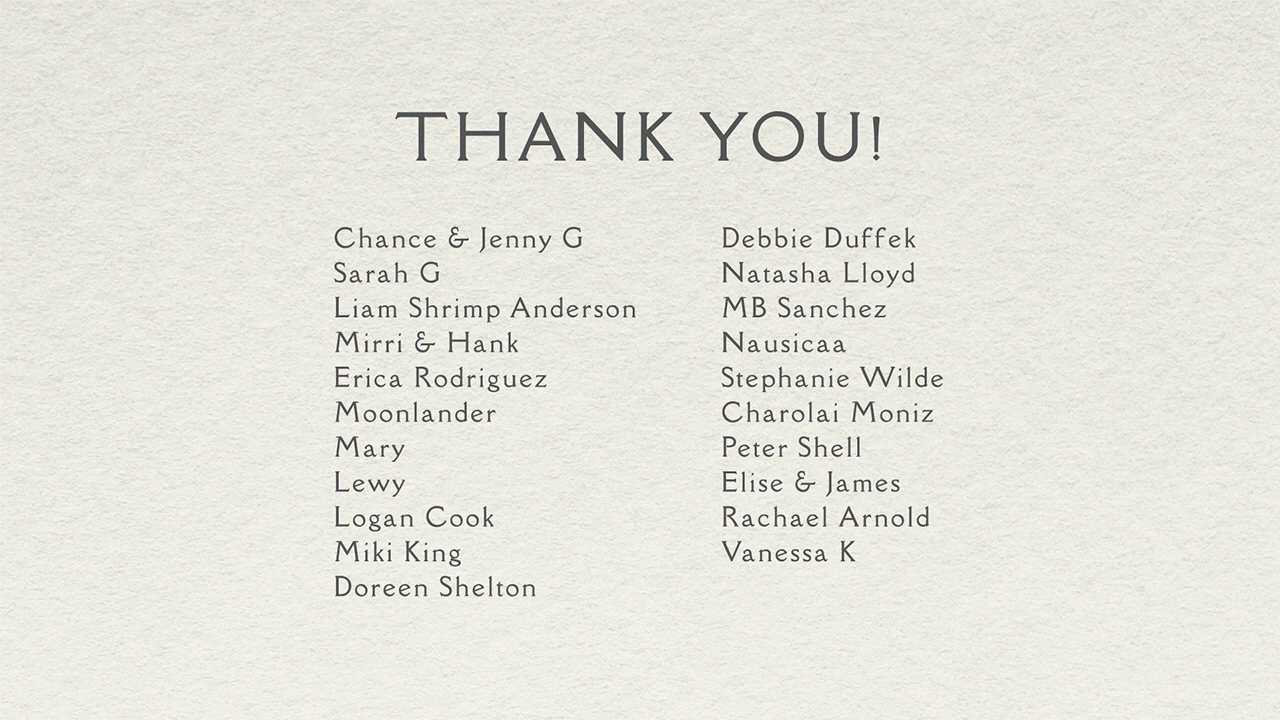 THANK YOU!
Chance & Jenny G
Sarah G
Liam Shrimp Anderson
Mirri & Hank
Erica Rodriguez
Moonlander
Mary
Lewy
Logan Cook
Miki King
Doreen Shelton
Debbie Duffek
Natasha Lloyd
MB Sanchez
Nausicaa
Stephanie Wilde
Charolai Moniz
Peter Shell
Elise & James
Rachael Arnold
Vanessa K